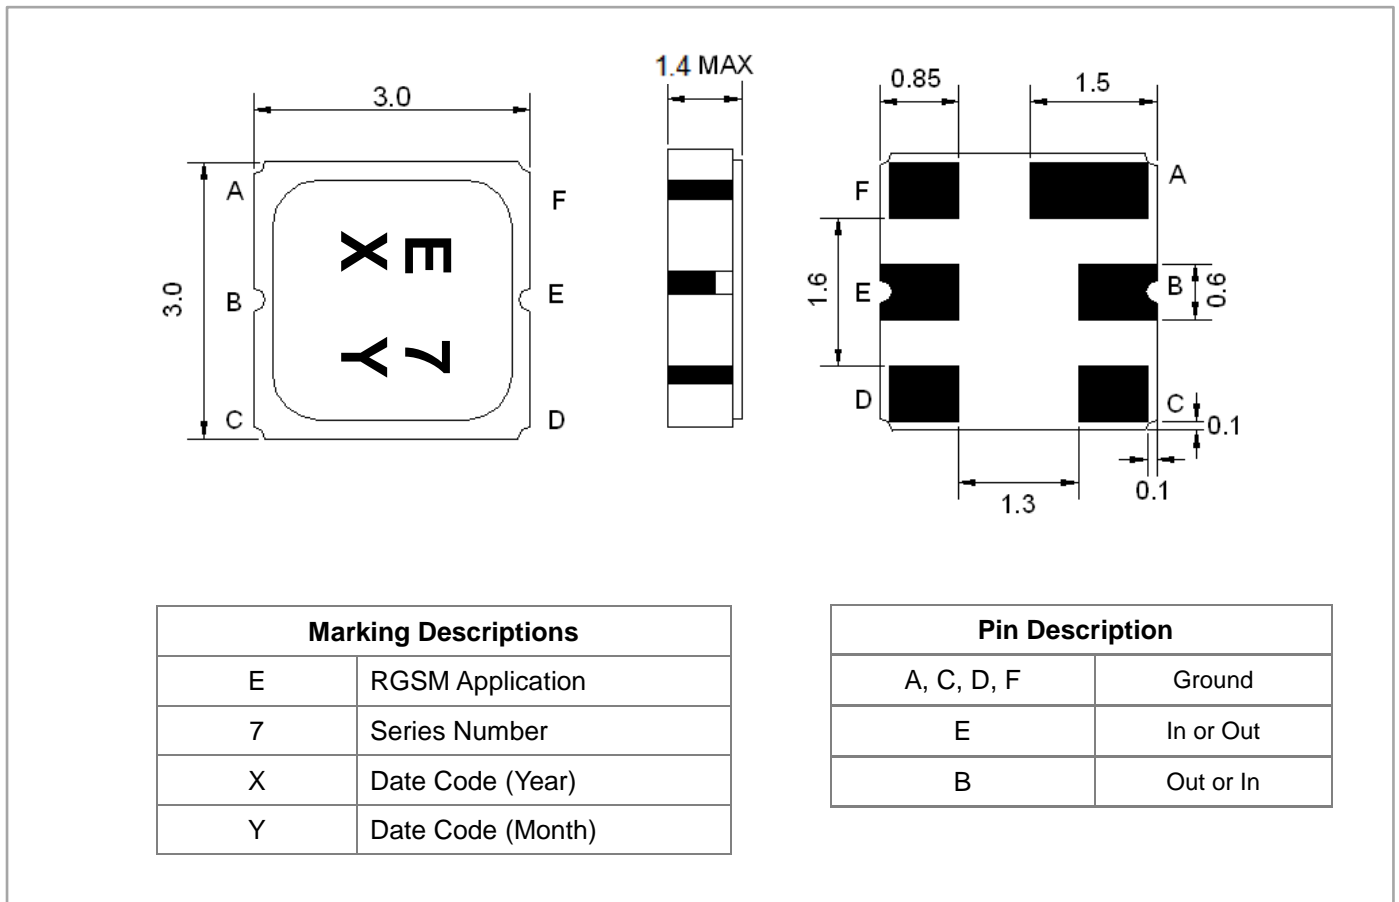 3.0
3.0
A
B
C
F
E
D
E 7
X Y
1.4 MAX
0.85
1.5
F
E
D
A
B
C
1.6
0.6
0.1
0.1
1.3
Marking Descriptions
E RGSM Application
7 Series Number
X Date Code (Year)
Y Date Code (Month)
Pin Description
A, C, D, F Ground
E In or Out
B Out or In